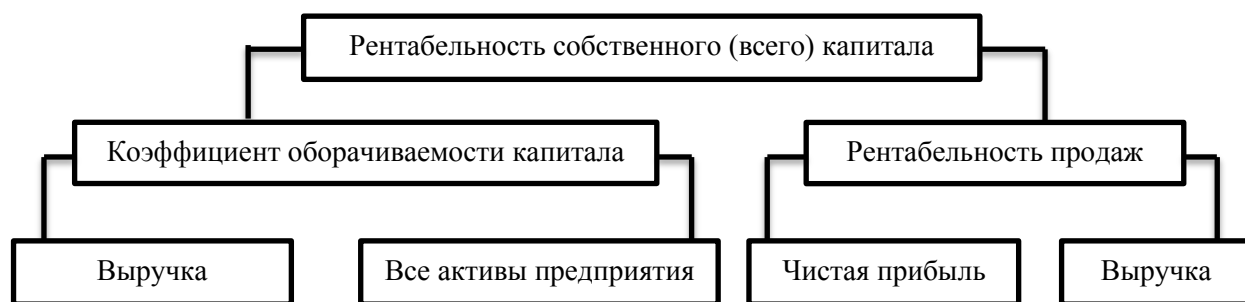 Рентабельность собственного (всего) капитала
Коэффициент оборачиваемости капитала
Рентабельность продаж
Выручка
Все активы предприятия
Чистая прибыль
Выручка